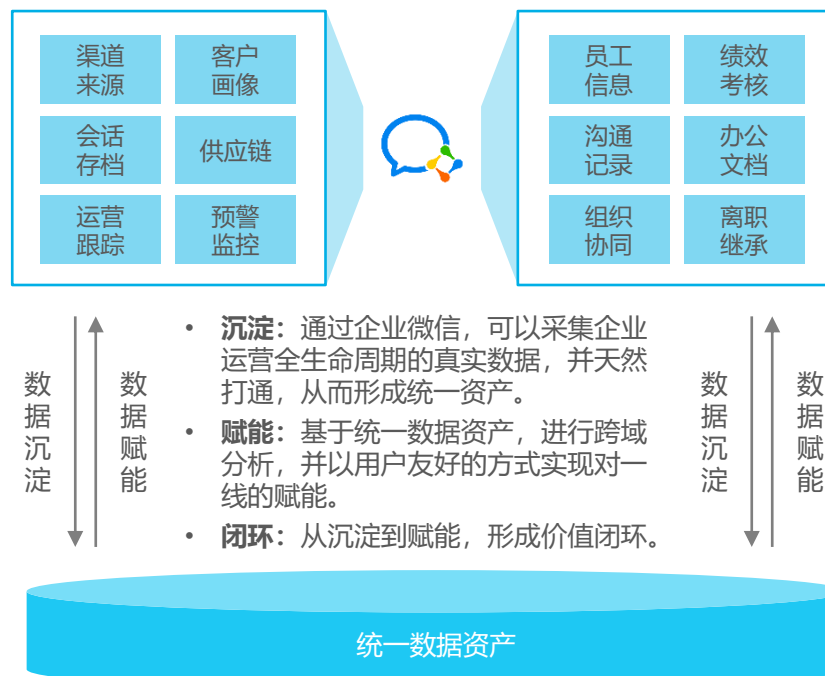 渠道
来源
客户
画像
会话
存档
供应链
运营
跟踪
预警
监控
员工
信息
绩效
考核
沟通
记录
办公
文档
组织
协同
离职
继承
数据沉淀
数据赋能
• 沉淀：通过企业微信，可以采集企业
运营全生命周期的真实数据，并天然
打通，从而形成统一资产。
• 赋能：基于统一数据资产，进行跨域
分析，并以用户友好的方式实现对一
线的赋能。
• 闭环：从沉淀到赋能，形成价值闭环。
数据沉淀
数据赋能
统一数据资产